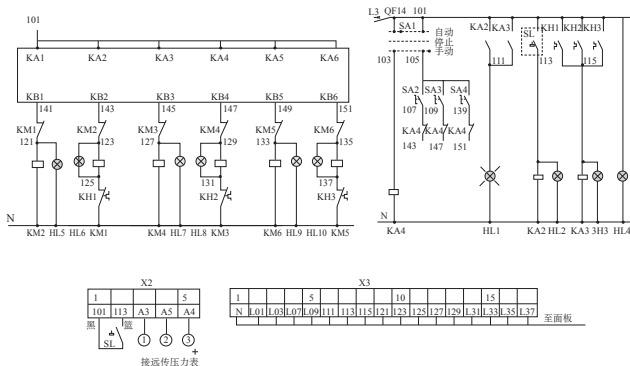 101
KA1 KA2 KA3 KA4 KA5 KA6
KB1 KB2 KB3 KB4 KB5 KB6
141 143 145 147 149 151
KM1 KM2 KM3 KM4 KM5 KM6
121 123 127 129 133 135
125 131 137
KH1 KH2 KH3
N
KM2 HL5 HL6 KM1 KM4 HL7 HL8 KM3 KM6 HL9 HL10 KM5
L3 QF14 101
SA1
自动
停止
手动
103 105
KA2 KA3 SL KH1 KH2 KH3
111 113 115
SA2 SA3 SA4
107 109 139
KA4 KA4 KA4
143 147 151
N
KA4 HL1 KA2 HL2 KA3 3H3 HL4
X2
1 5
101 113 A3 A5 A4
黑 篮
SL 1 2 3
+
接远传压力表
X3
1 5 10 15
N L01 L03 L07 L09 111 113 115 121 123 125 127 129 L31 L33 L35 L37
至面板